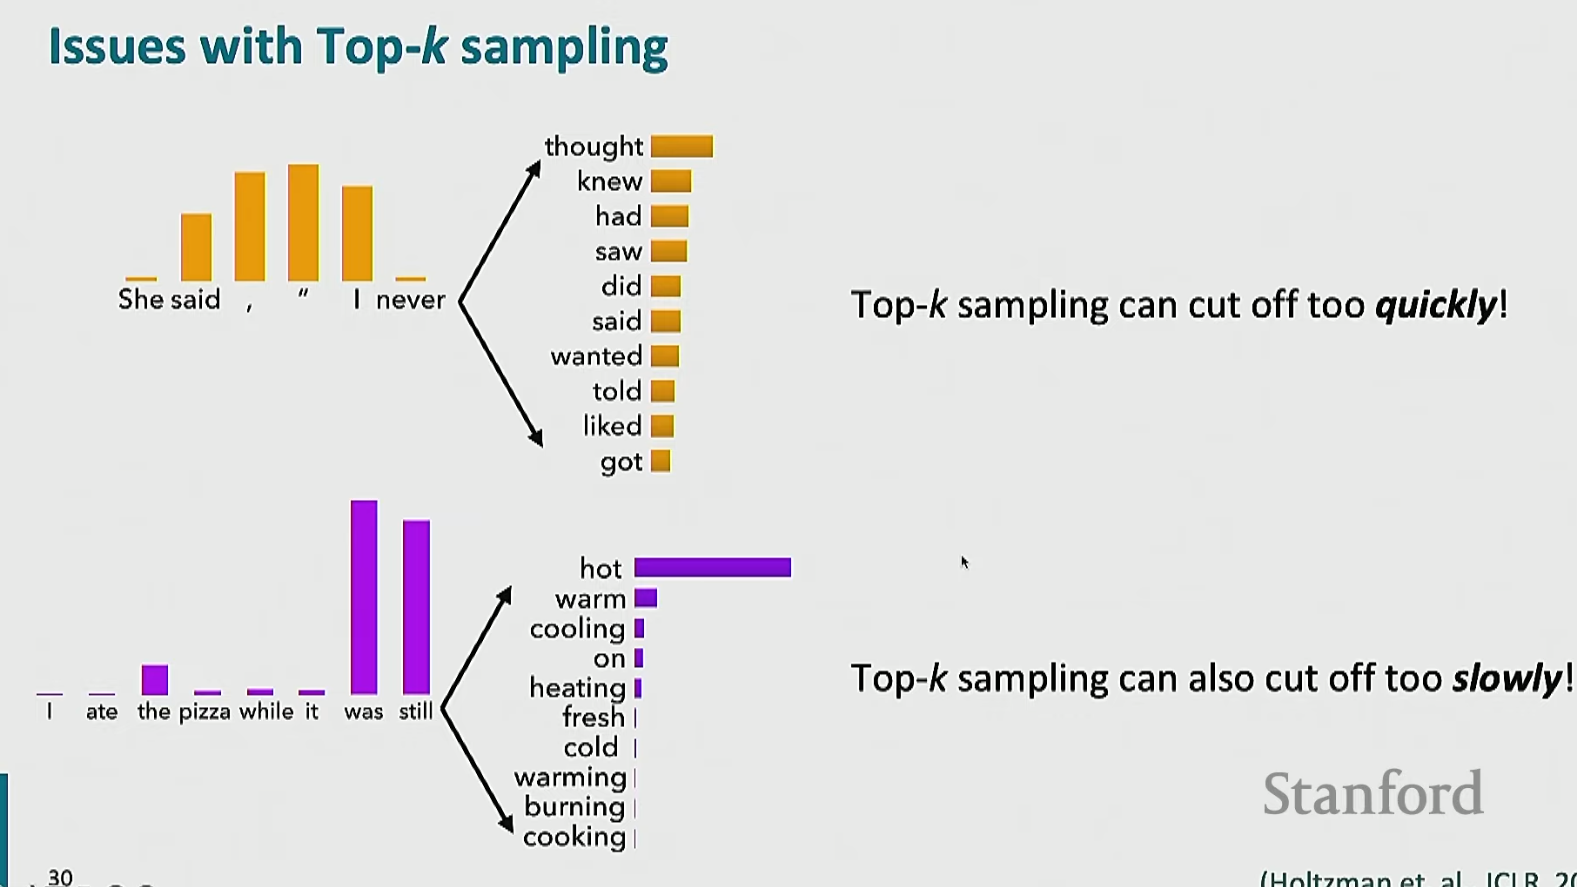 Issues with Top-k sampling
thought
knew
had
saw
did
said
wanted
told
liked
got
She said , " I never
Top-k sampling can cut off too quickly!
hot
warm
cooling
on
heating
fresh
cold
warming
burning
cooking
I ate the pizza while it was still
Top-k sampling can also cut off too slowly!
Stanford
30
(Holtzman et. al., ICLR